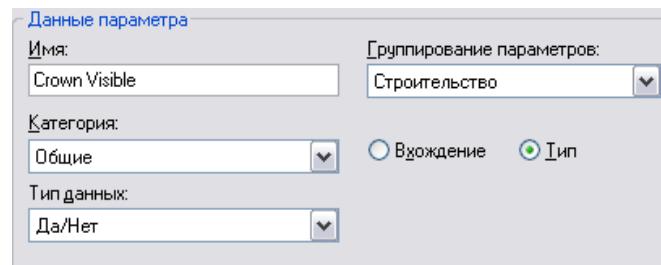 Данные параметра
Имя:
Crown Visible
Группирование параметров:
Строительство
Категория:
Общие
Вхождение
Тип
Тип данных:
Да/Нет